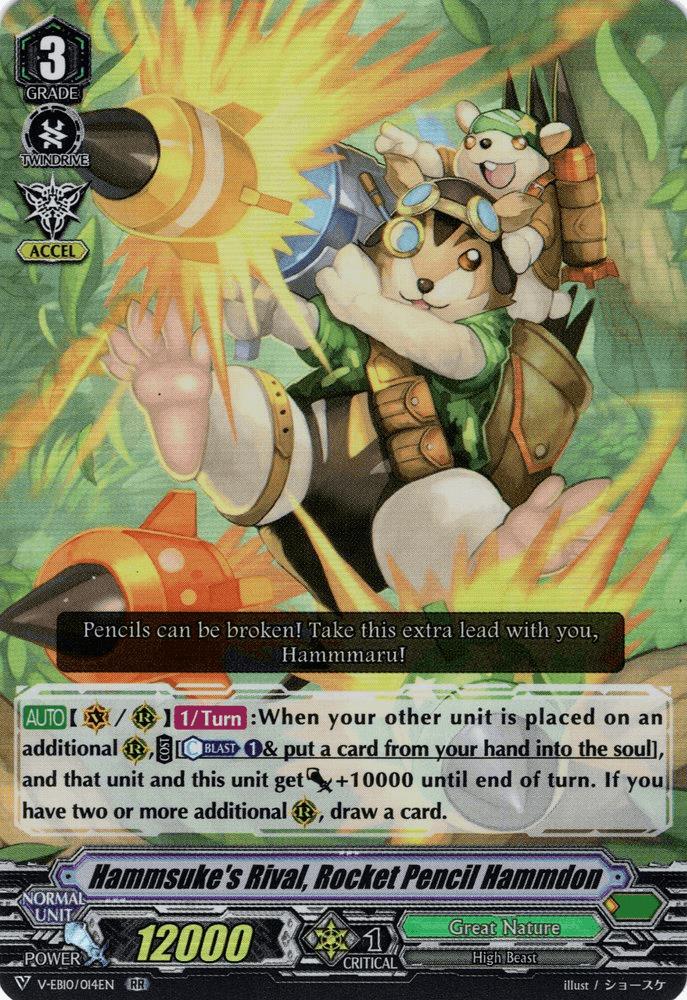 3
GRADE
TWINDRIVE
ACCEL
Pencils can be broken! Take this extra lead with you,
Hammmaru!
AUTO【 V / R 】1/Turn :When your other unit is placed on an
additional R, COST [C BLAST 1 & put a card from your hand into the soul],
and that unit and this unit get +10000 until end of turn. If you
have two or more additional R, draw a card.
Hammsuke's Rival, Rocket Pencil Hammdon
NORMAL
UNIT
POWER 12000
1
CRITICAL
Great Nature
High Beast
V-EB10/014EN RR
illust / ショースケ